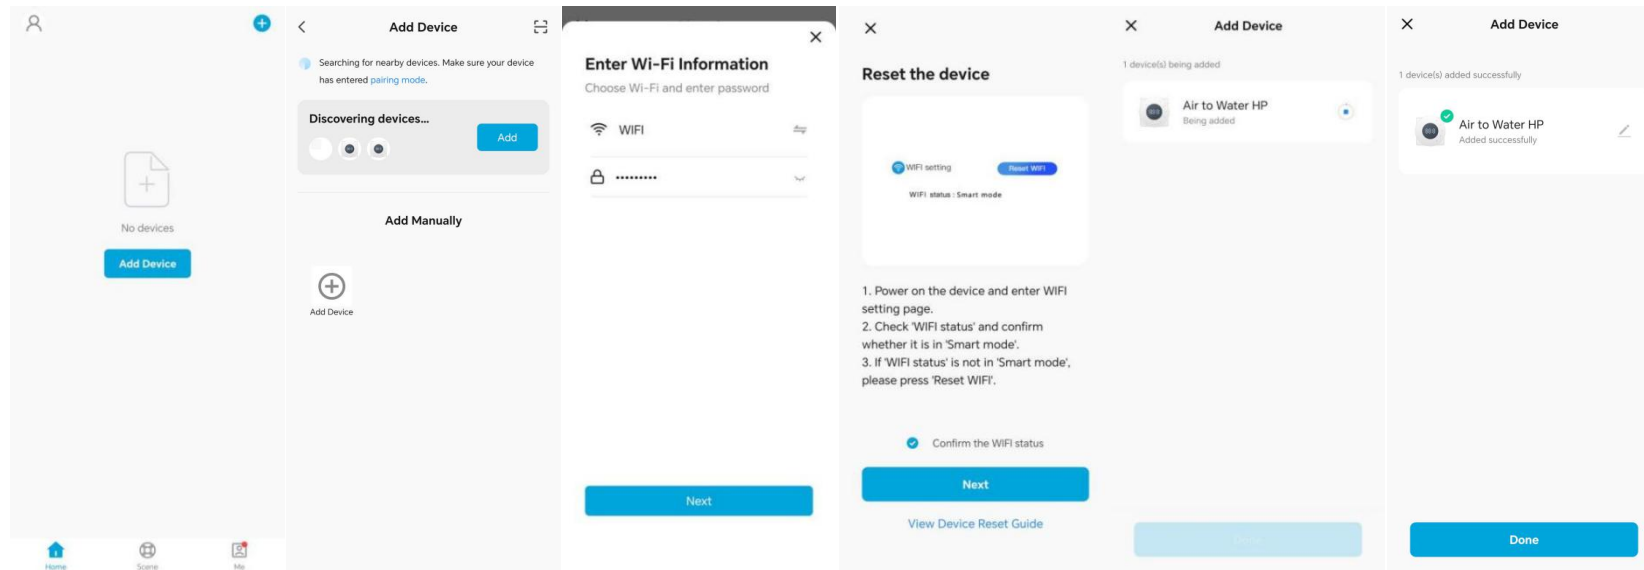 No devices
Add Device
Home
Scene
Me
Add Device
Searching for nearby devices. Make sure your device
has entered pairing mode.
Discovering devices...
Add
Add Manually
Add Device
Enter Wi-Fi Information
Choose Wi-Fi and enter password
WIFI
•••••••••
Next
Reset the device
WIFI setting
Reset WIFI
WIFI status : Smart mode
1. Power on the device and enter WIFI
setting page.
2. Check 'WIFI status' and confirm
whether it is in 'Smart mode'.
3. If 'WIFI status' is not in 'Smart mode',
please press 'Reset WIFI'.
Confirm the WIFI status
Next
View Device Reset Guide
Add Device
1 device(s) being added
Air to Water HP
Being added
Add Device
1 device(s) added successfully
Air to Water HP
Added successfully
Done